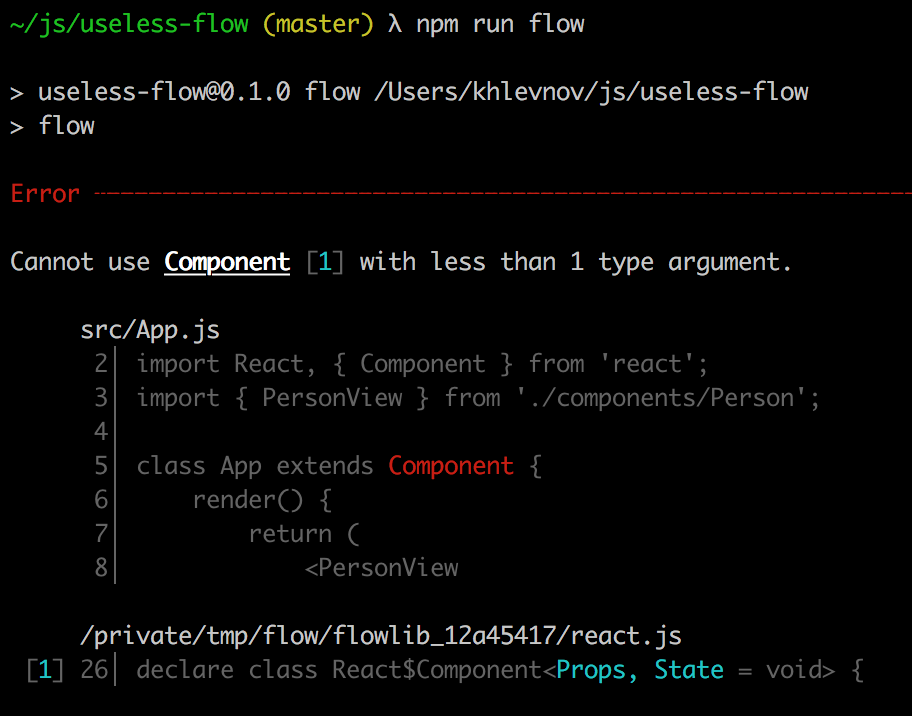 ~/js/useless-flow (master) λ npm run flow
> useless-flow@0.1.0 flow /Users/khlevnov/js/useless-flow
> flow
Error
Cannot use Component [1] with less than 1 type argument.
src/App.js
2│ import React, { Component } from 'react';
3│ import { PersonView } from './components/Person';
4│
5│ class App extends Component {
6│     render() {
7│         return (
8│             <PersonView
/private/tmp/flow/flowlib_12a45417/react.js
[1] 26│ declare class React$Component<Props, State = void> {